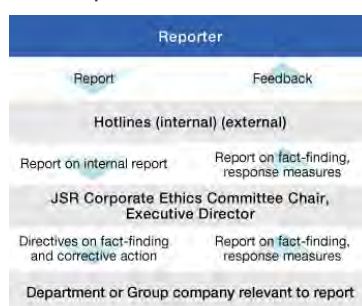 Reporter
Report
Feedback
Hotlines (internal) (external)
Report on internal report
Report on fact-finding,
response measures
JSR Corporate Ethics Committee Chair,
Executive Director
Directives on fact-finding
and corrective action
Report on fact-finding,
response measures
Department or Group company relevant to report